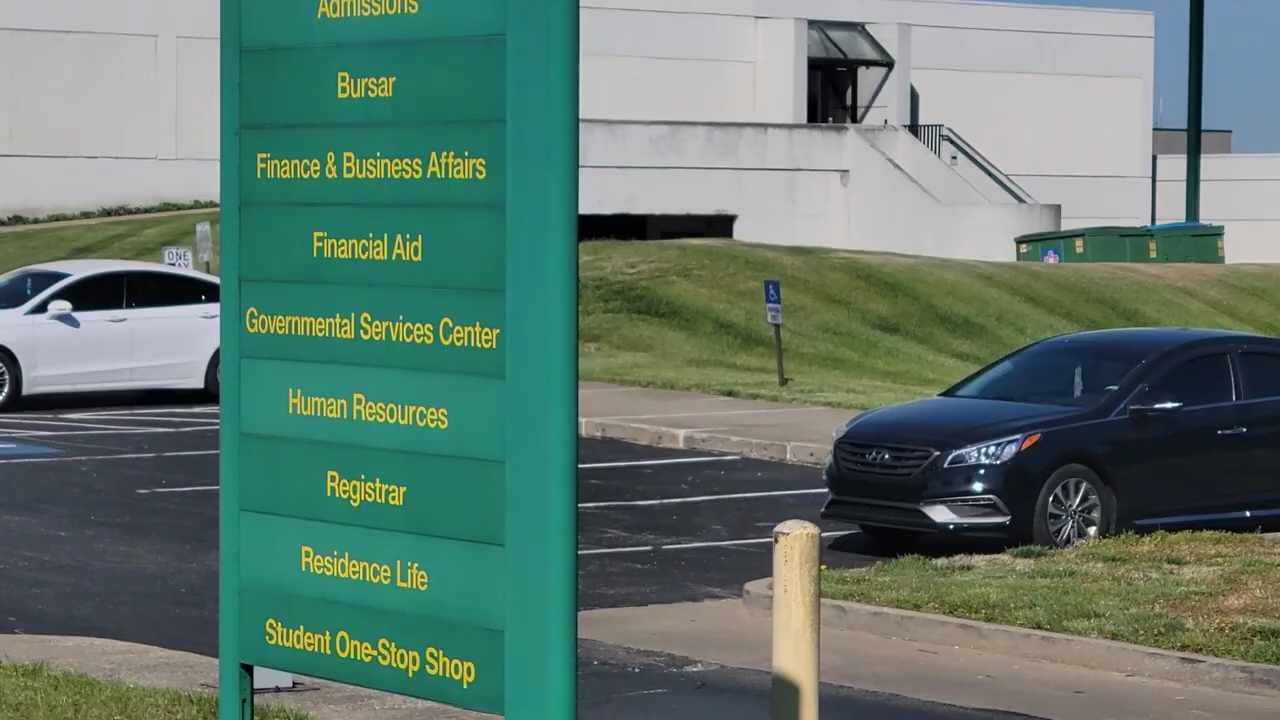 Admissions
Bursar
Finance & Business Affairs
Financial Aid
Governmental Services Center
Human Resources
Registrar
Residence Life
Student One-Stop Shop
ONE
WAY